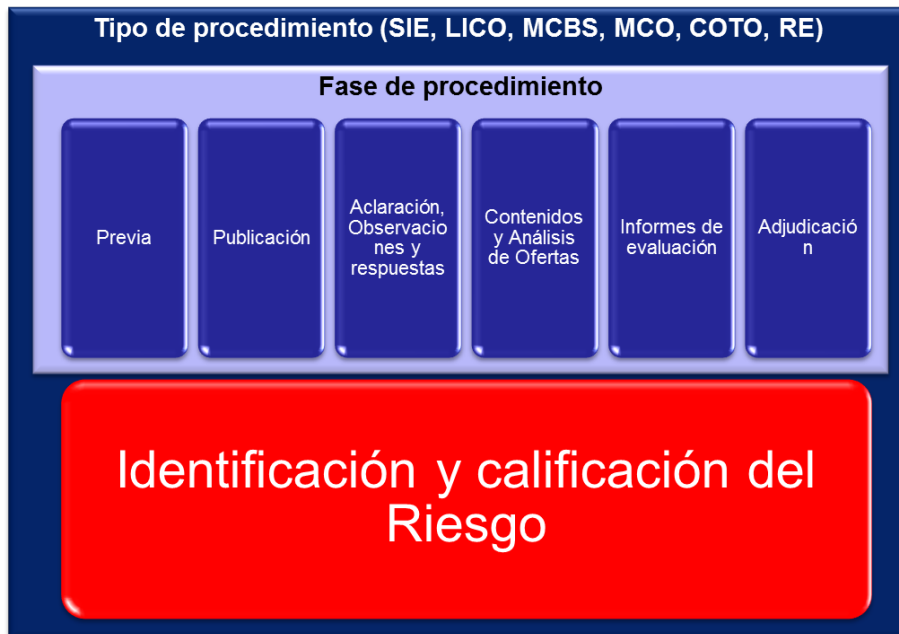 Tipo de procedimiento (SIE, LICO, MCBS, MCO, COTO, RE)
Fase de procedimiento
Previa
Publicación
Aclaración,
Observacio
nes y
respuestas
Contenidos
y Análisis
de Ofertas
Informes de
evaluación
Adjudicació
n
Identificación y calificación del
Riesgo